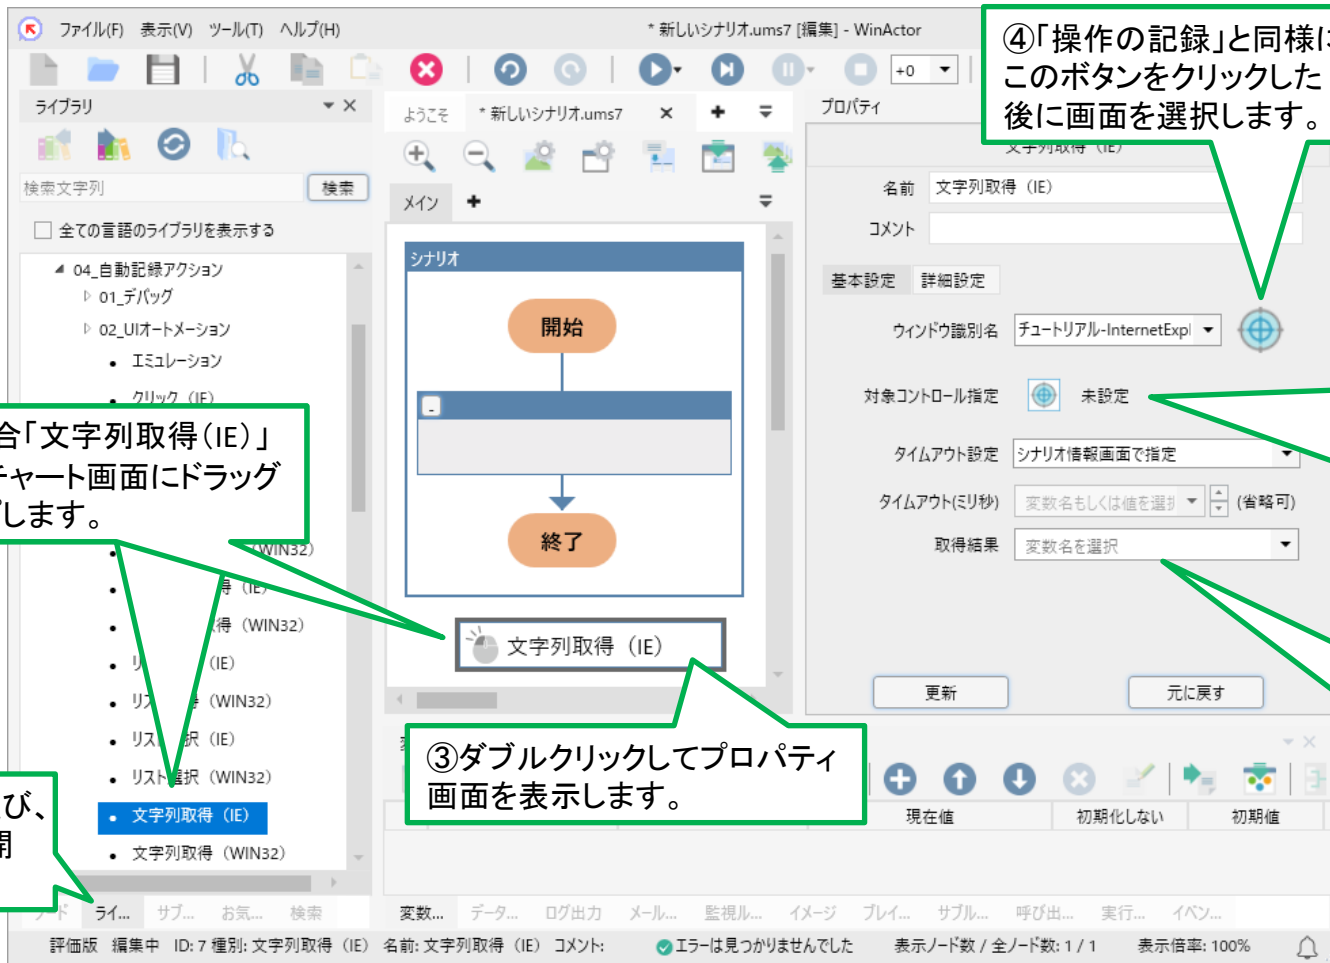 ファイル(F) 表示(V) ツール(T) ヘルプ(H)
* 新しいシナリオ.ums7 [編集] - WinActor
+0
④「操作の記録」と同様に
このボタンをクリックした
後に画面を選択します。
ライブラリ
検索文字列
検索
全ての言語のライブラリを表示する
04_自動記録アクション
01_デバッグ
02_UIオートメーション
エミュレーション
クリック (IE)
合「文字列取得(IE)」
チャート画面にドラッグ
プします。
(WIN32)
得 (IE)
得 (WIN32)
(IE)
(WIN32)
択 (IE)
リスト選択 (WIN32)
文字列取得 (IE)
文字列取得 (WIN32)
び、
開
ライ... サブ... お気... 検索
ようこそ * 新しいシナリオ.ums7
メイン
シナリオ
開始
終了
文字列取得 (IE)
③ダブルクリックしてプロパティ
画面を表示します。
プロパティ
文字列取得 (IE)
名前 文字列取得 (IE)
コメント
基本設定 詳細設定
ウィンドウ識別名 チュートリアル-InternetExpl
対象コントロール指定 未設定
タイムアウト設定 シナリオ情報画面で指定
タイムアウト(ミリ秒) 変数名もしくは値を選 (省略可)
取得結果 変数名を選択
更新 元に戻す
現在値 初期化しない 初期値
変数... データ... ログ出力 メール... 監視ル... イメージ ブレイ... サブル... 呼び出... 実行... イベン...
評価版 編集中 ID: 7 種別: 文字列取得 (IE) 名前: 文字列取得 (IE) コメント: エラーは見つかりませんでした 表示ノード数 / 全ノード数: 1 / 1 表示倍率: 100%